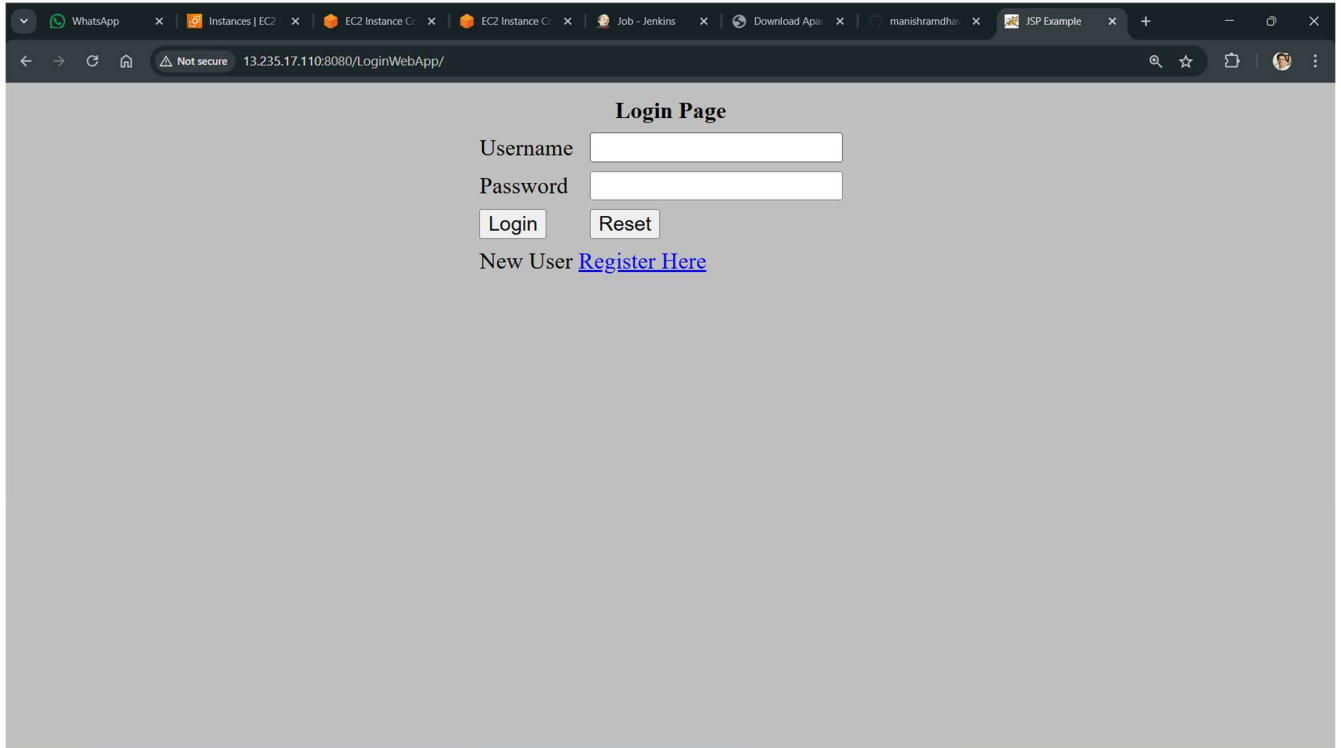 WhatsApp Instances | EC2 EC2 Instance Co EC2 Instance Co Job - Jenkins Download Apac manishramdha JSP Example
Not secure 13.235.17.110:8080/LoginWebApp/
Login Page
Username
Password
Login Reset
New User Register Here